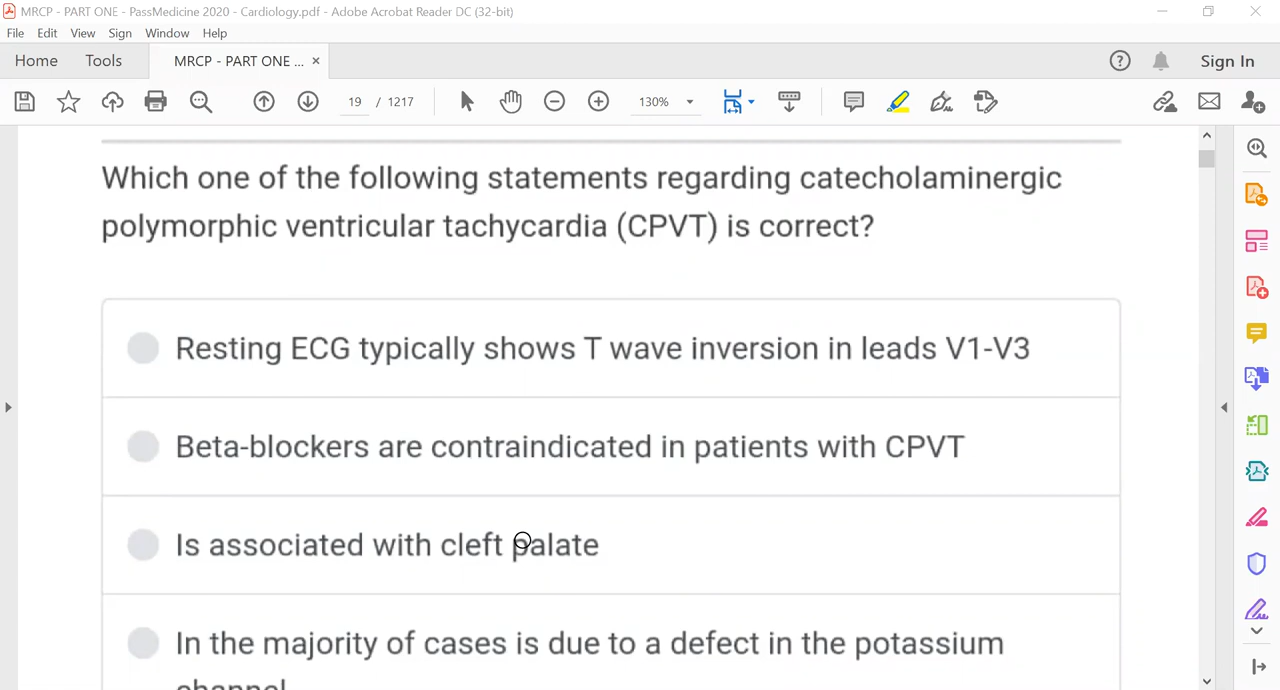 MRCP - PART ONE - PassMedicine 2020 - Cardiology.pdf - Adobe Acrobat Reader DC (32-bit)
File Edit View Sign Window Help
Home Tools MRCP - PART ONE ... × Sign In
19 / 1217 130%
Which one of the following statements regarding catecholaminergic
polymorphic ventricular tachycardia (CPVT) is correct?
Resting ECG typically shows T wave inversion in leads V1-V3
Beta-blockers are contraindicated in patients with CPVT
Is associated with cleft palate
In the majority of cases is due to a defect in the potassium
channel